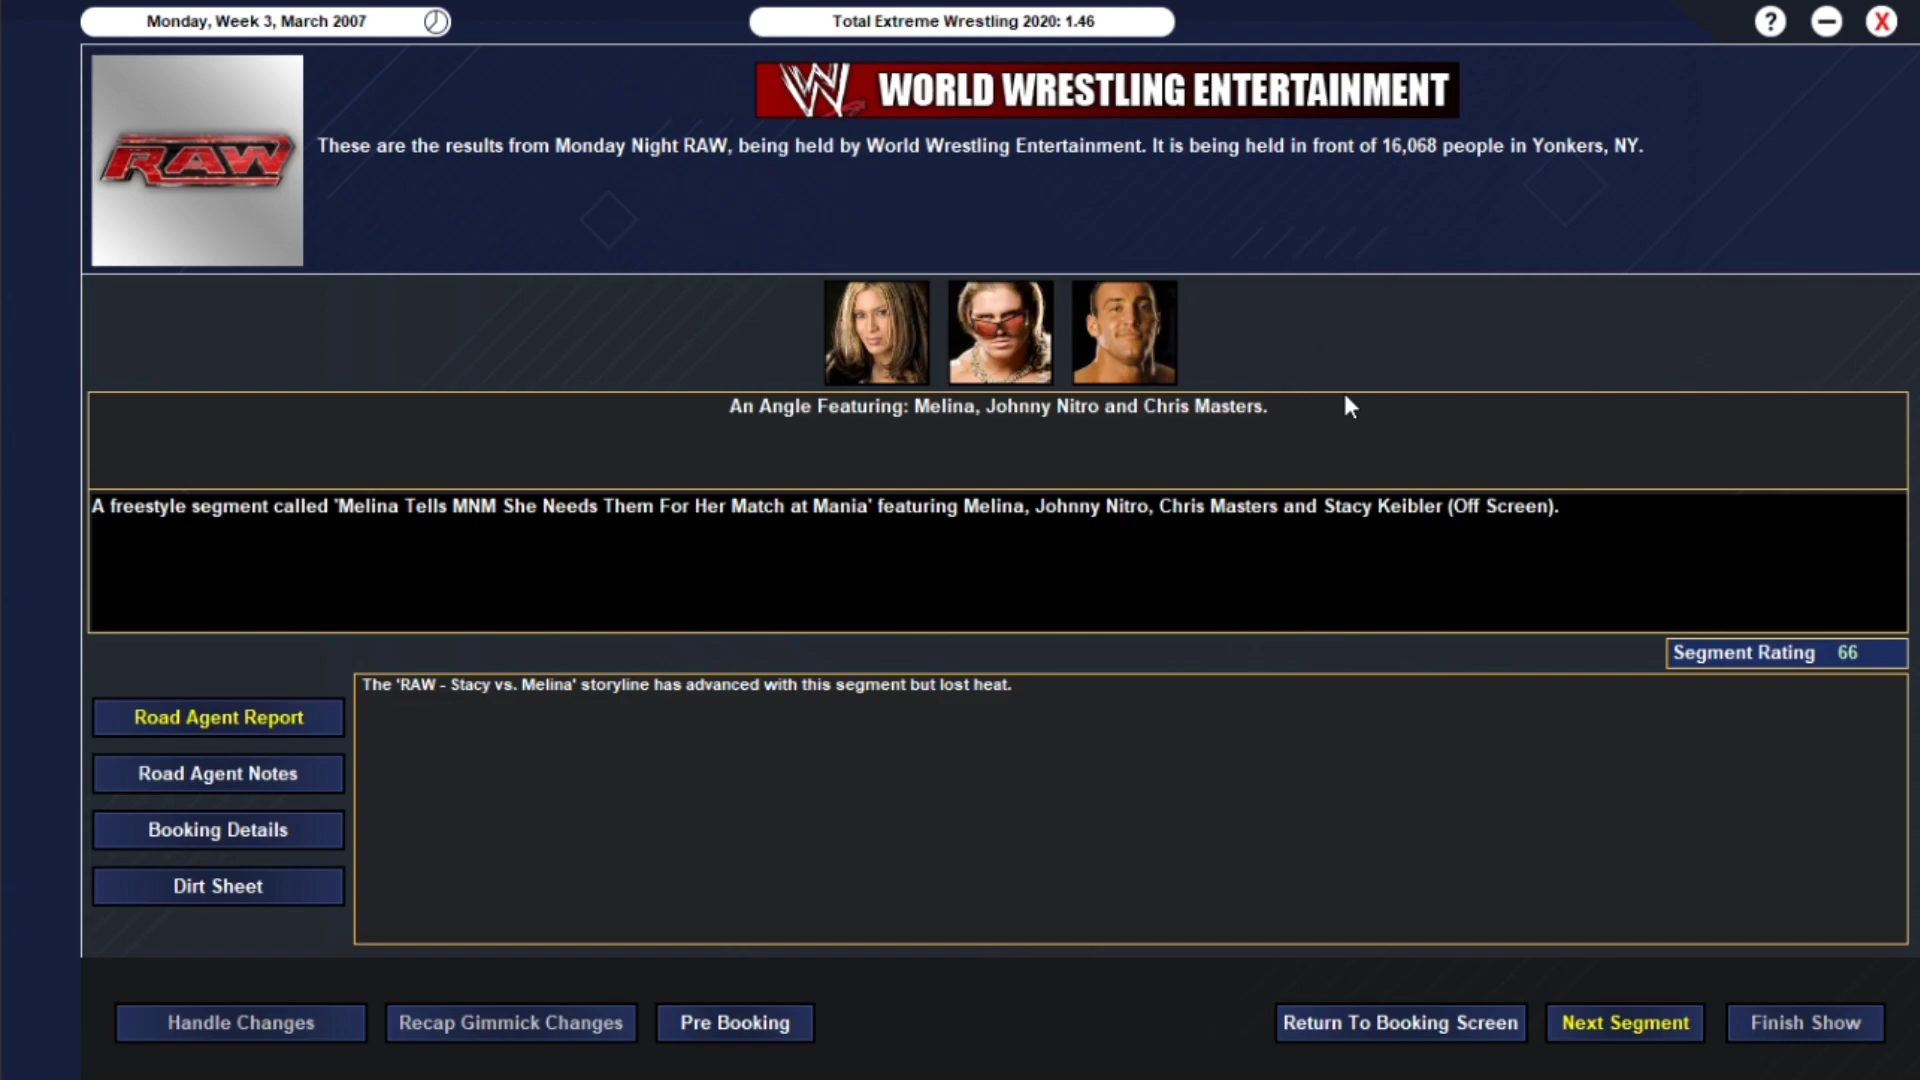 Monday, Week 3, March 2007
Total Extreme Wrestling 2020: 1.46
?
X
RAW
W WORLD WRESTLING ENTERTAINMENT
These are the results from Monday Night RAW, being held by World Wrestling Entertainment. It is being held in front of 16,068 people in Yonkers, NY.
An Angle Featuring: Melina, Johnny Nitro and Chris Masters.
A freestyle segment called 'Melina Tells MNM She Needs Them For Her Match at Mania' featuring Melina, Johnny Nitro, Chris Masters and Stacy Keibler (Off Screen).
Segment Rating 66
The 'RAW - Stacy vs. Melina' storyline has advanced with this segment but lost heat.
Road Agent Report
Road Agent Notes
Booking Details
Dirt Sheet
Handle Changes
Recap Gimmick Changes
Pre Booking
Return To Booking Screen
Next Segment
Finish Show